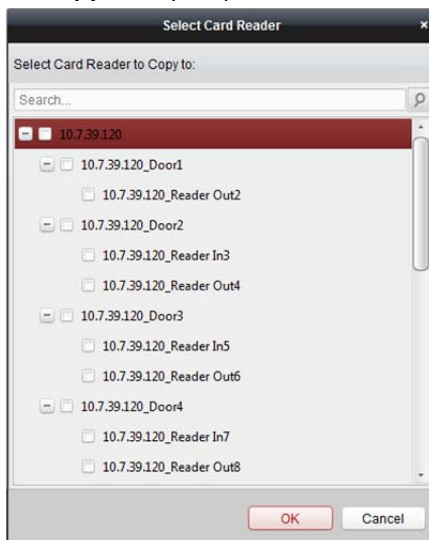 Select Card Reader
Select Card Reader to Copy to:
Search...
10.7.39.120
10.7.39.120_Door1
10.7.39.120_Reader Out2
10.7.39.120_Door2
10.7.39.120_Reader In3
10.7.39.120_Reader Out4
10.7.39.120_Door3
10.7.39.120_Reader In5
10.7.39.120_Reader Out6
10.7.39.120_Door4
10.7.39.120_Reader In7
10.7.39.120_Reader Out8
OK Cancel